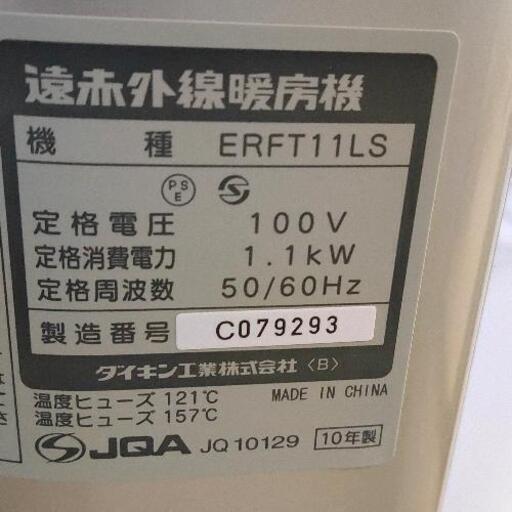 遠赤外線暖房機
機 種 ERFT11LS
PS E
定格電圧 100V
定格消費電力 1.1kW
定格周波数 50/60Hz
製造番号 C079293
ダイキン工業株式会社〈B〉
温度ヒューズ 121℃ MADE IN CHINA
温度ヒューズ 157℃
JQA JQ10129 10年製